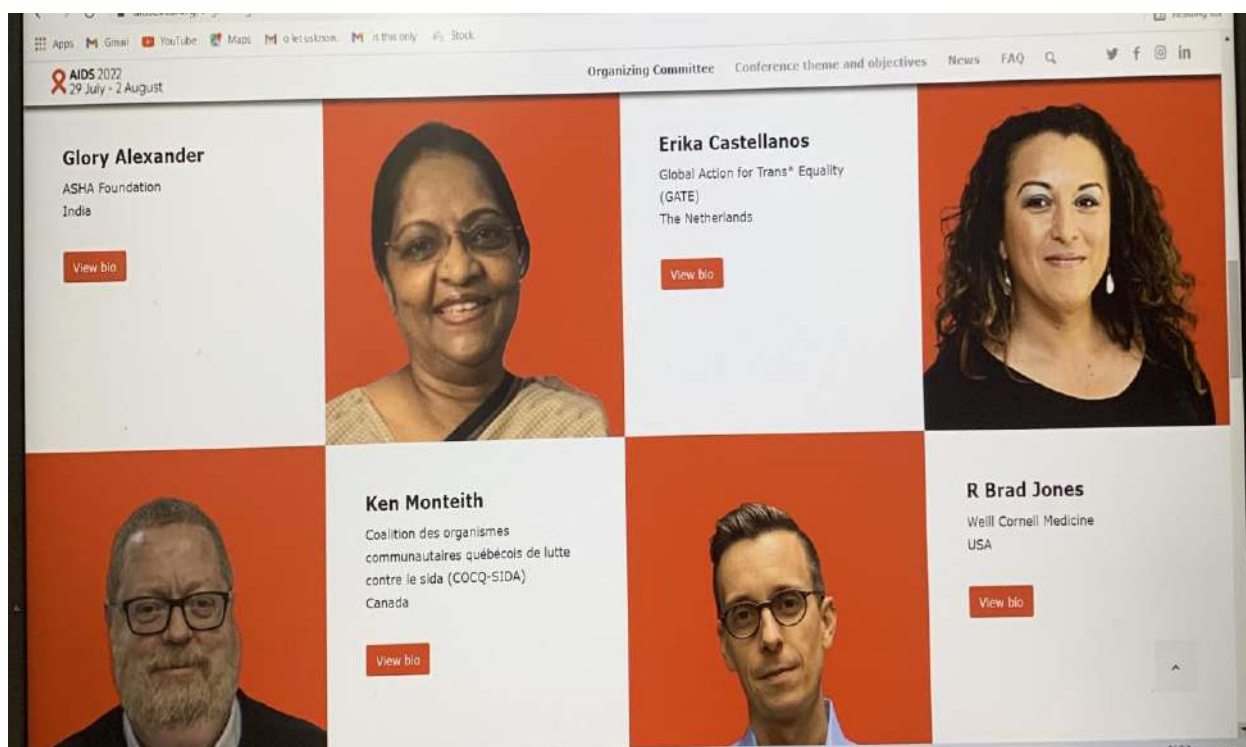 Apps
Gmail
YouTube
Maps
Stock
AIDS 2022
29 July - 2 August
Organizing Committee
Conference theme and objectives
News
FAQ
f
in
Glory Alexander
ASHA Foundation
India
View bio
Erika Castellanos
Global Action for Trans* Equality
(GATE)
The Netherlands
View bio
Ken Monteith
Coalition des organismes
communautaires québécois de lutte
contre le sida (COCQ-SIDA)
Canada
View bio
R Brad Jones
Weill Cornell Medicine
USA
View bio